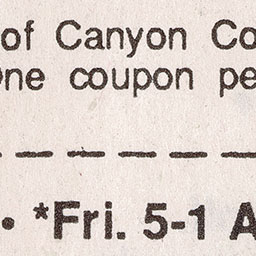 of Canyon Co
One coupon pe
• *Fri. 5-1 A